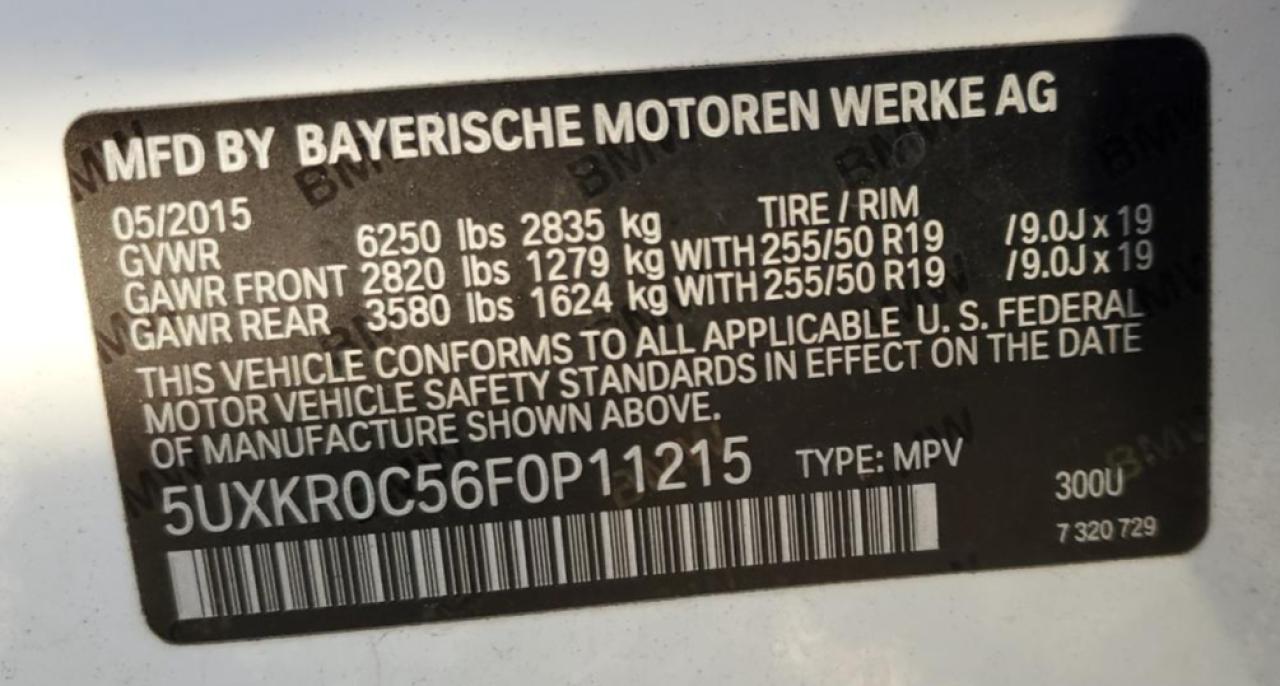 MFD BY BAYERISCHE MOTOREN WERKE AG
05/2015 TIRE / RIM
GVWR 6250 lbs 2835 kg
GAWR FRONT 2820 lbs 1279 kg WITH 255/50 R19 /9.0J x 19
GAWR REAR 3580 lbs 1624 kg WITH 255/50 R19 /9.0J x 19
THIS VEHICLE CONFORMS TO ALL APPLICABLE U. S. FEDERAL
MOTOR VEHICLE SAFETY STANDARDS IN EFFECT ON THE DATE
OF MANUFACTURE SHOWN ABOVE.
5UXKR0C56F0P11215 TYPE: MPV
300U
7 320 729